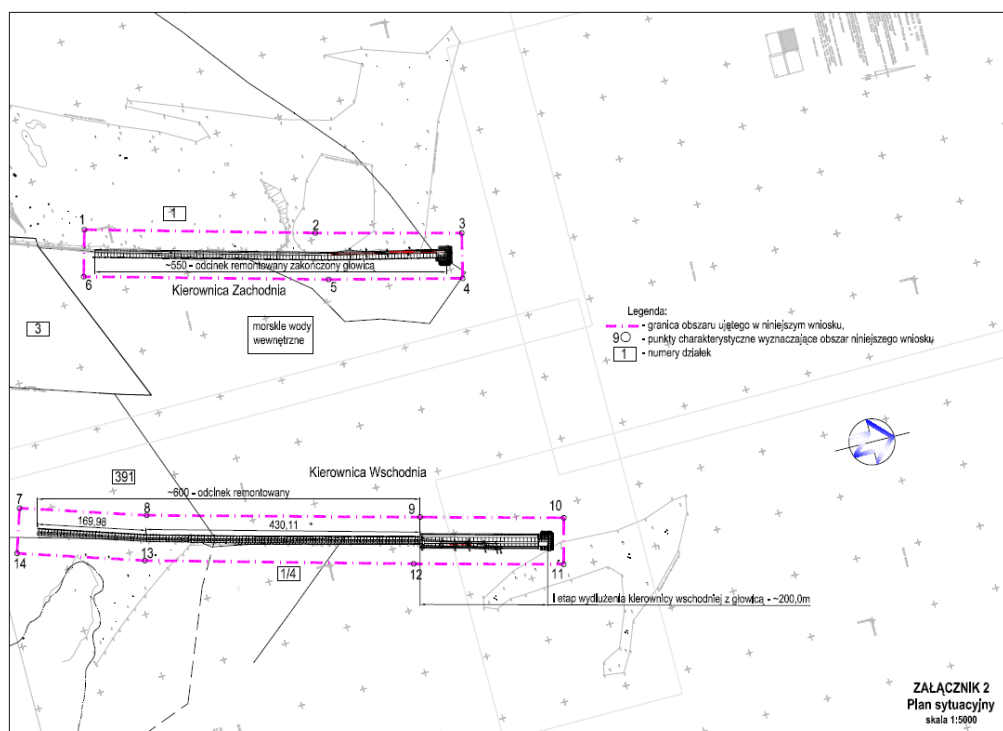 1
2
3
1
~550 - odcinek remontowany zakończony głowicą
6
Kierownica Zachodnia
5
4
3
morskie wody
wewnętrzne
Legenda:
- granica obszaru ujętego w niniejszym wniosku,
9 - punkty charakterystyczne wyznaczające obszar niniejszego wniosku
1 - numery działek
Kierownica Wschodnia
391
~600 - odcinek remontowany
7
8
9
10
169,98
430,11
14
13
12
11
1/4
I etap wydłużenia kierownicy wschodniej z głowicą - ~200,0m
ZAŁĄCZNIK 2
Plan sytuacyjny
skala 1:5000